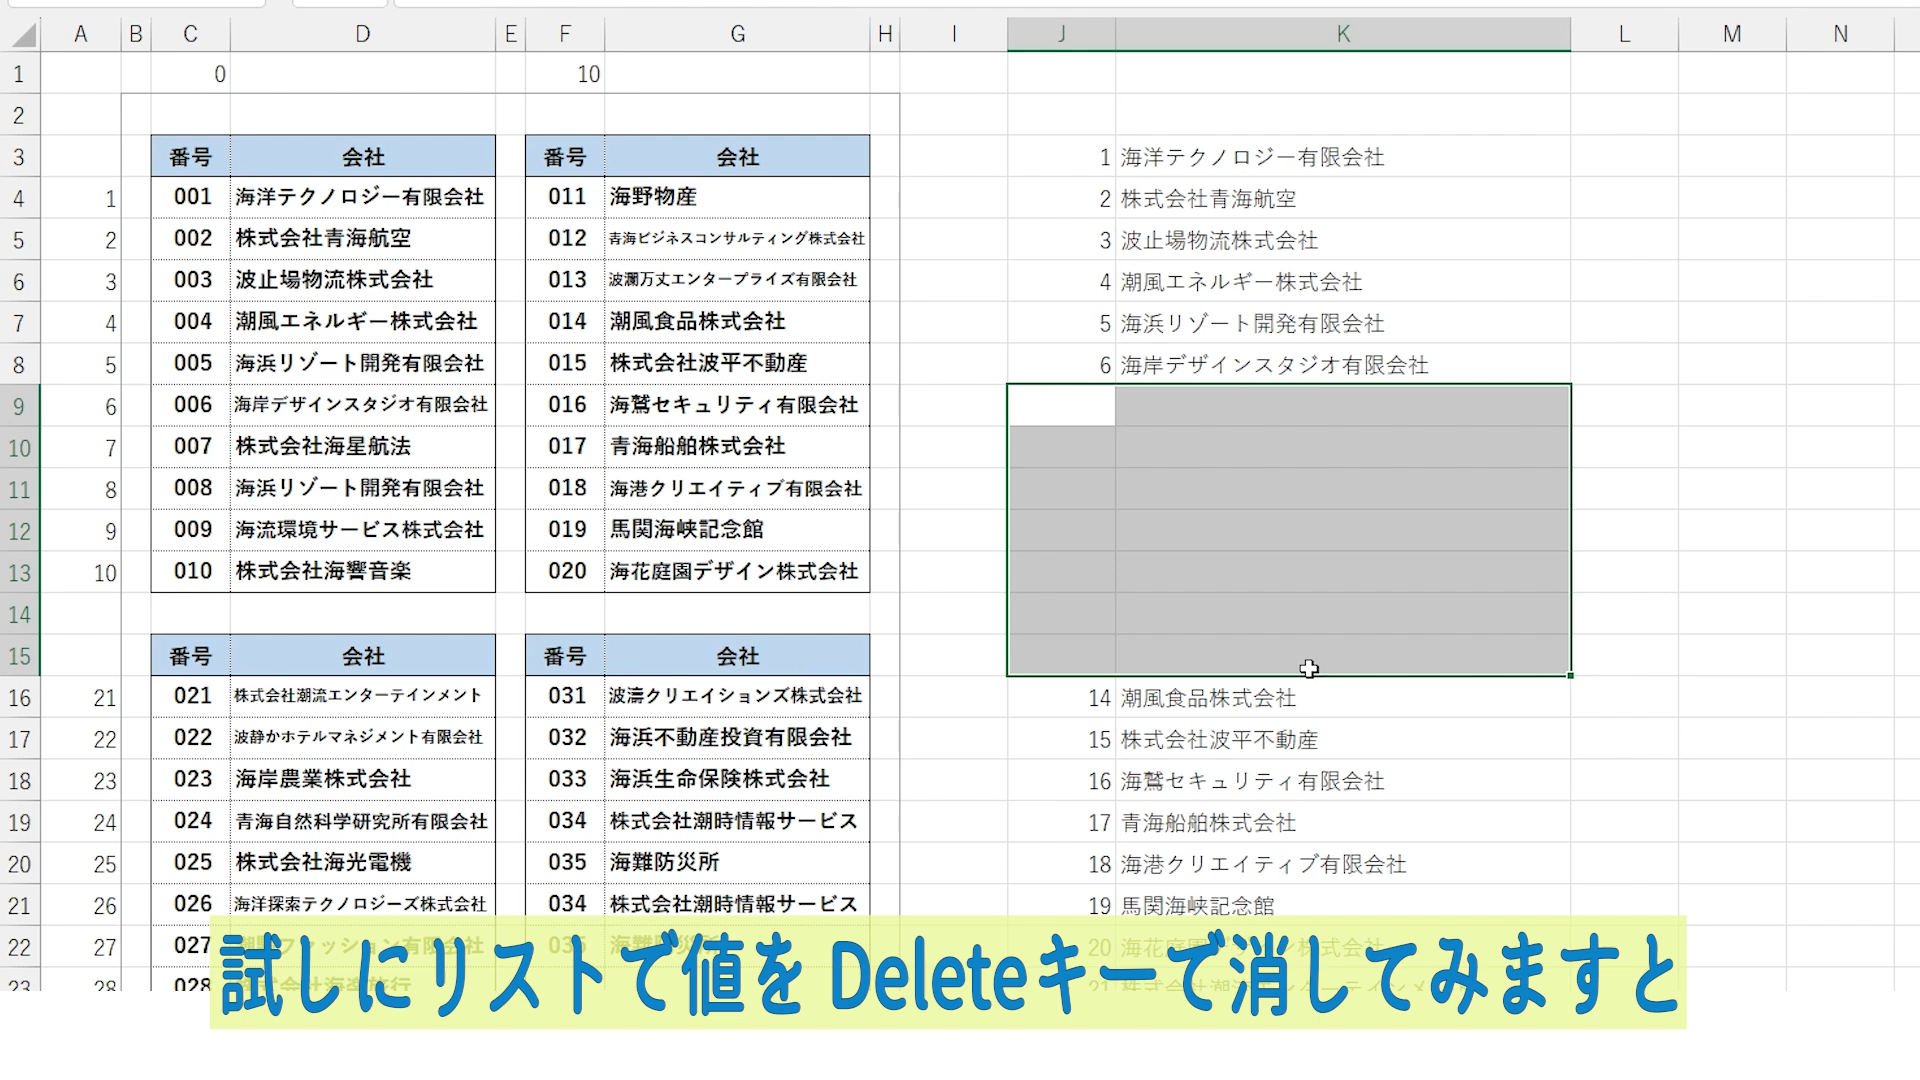 A B C D E F G H I J K L M N
1 0 10
2
3 番号 会社 番号 会社 1 海洋テクノロジー有限会社
4 1 001 海洋テクノロジー有限会社 011 海野物産 2 株式会社青海航空
5 2 002 株式会社青海航空 012 青海ビジネスコンサルティング株式会社 3 波止場物流株式会社
6 3 003 波止場物流株式会社 013 波瀾万丈エンタープライズ有限会社 4 潮風エネルギー株式会社
7 4 004 潮風エネルギー株式会社 014 潮風食品株式会社 5 海浜リゾート開発有限会社
8 5 005 海浜リゾート開発有限会社 015 株式会社波平不動産 6 海岸デザインスタジオ有限会社
9 6 006 海岸デザインスタジオ有限会社 016 海鷲セキュリティ有限会社
10 7 007 株式会社海星航法 017 青海船舶株式会社
11 8 008 海浜リゾート開発有限会社 018 海港クリエイティブ有限会社
12 9 009 海流環境サービス株式会社 019 馬関海峡記念館
13 10 010 株式会社海響音楽 020 海花庭園デザイン株式会社
14
15 番号 会社 番号 会社
16 21 021 株式会社潮流エンターテインメント 031 波濤クリエイションズ株式会社 14 潮風食品株式会社
17 22 022 波静かホテルマネジメント有限会社 032 海浜不動産投資有限会社 15 株式会社波平不動産
18 23 023 海岸農業株式会社 033 海浜生命保険株式会社 16 海鷲セキュリティ有限会社
19 24 024 青海自然科学研究所有限会社 034 株式会社潮時情報サービス 17 青海船舶株式会社
20 25 025 株式会社海光電機 035 海難防災所 18 海港クリエイティブ有限会社
21 26 026 海洋探索テクノロジーズ株式会社 034 株式会社潮時情報サービス 19 馬関海峡記念館
22 27 027 035 20
23 28 028 21
試しにリストで値を Deleteキーで消してみますと